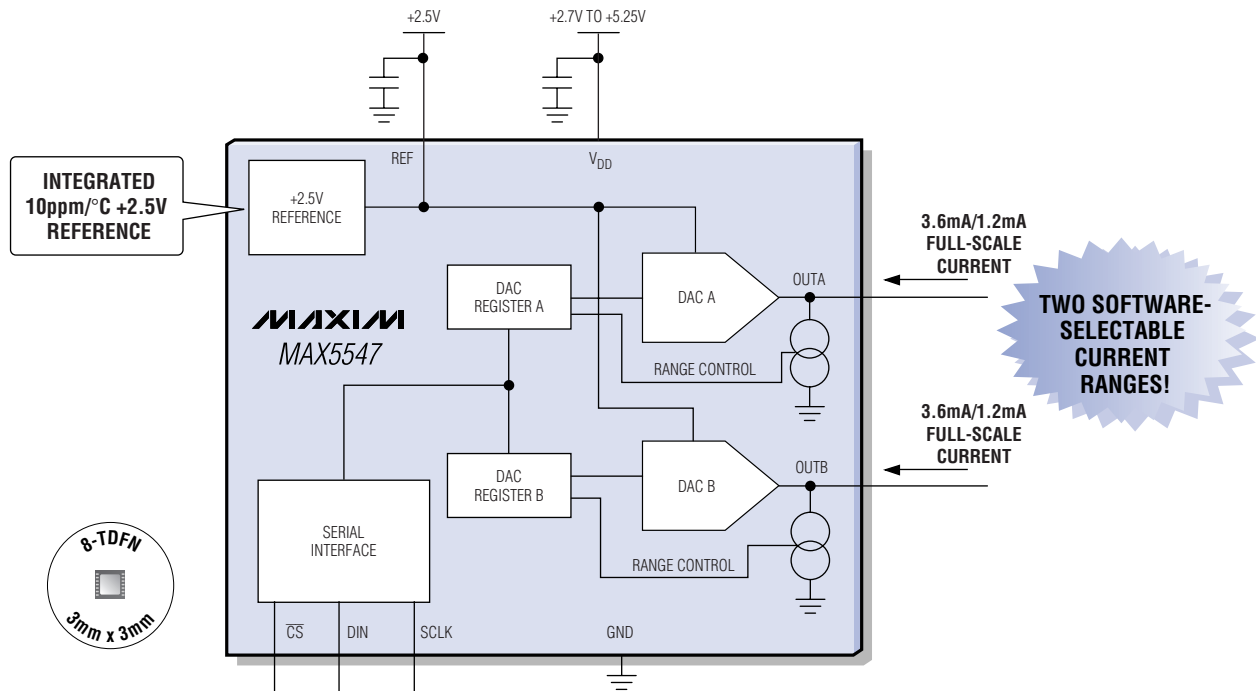 +2.5V
+2.7V TO +5.25V
REF
VDD
INTEGRATED
10ppm/°C +2.5V
REFERENCE
+2.5V
REFERENCE
3.6mA/1.2mA
FULL-SCALE
CURRENT
DAC
REGISTER A
DAC A
OUTA
TWO SOFTWARE-
SELECTABLE
CURRENT
RANGES!
MAXIM
MAX5547
RANGE CONTROL
3.6mA/1.2mA
FULL-SCALE
CURRENT
DAC
REGISTER B
DAC B
OUTB
SERIAL
INTERFACE
RANGE CONTROL
8-TDFN
3mm x 3mm
CS
DIN
SCLK
GND